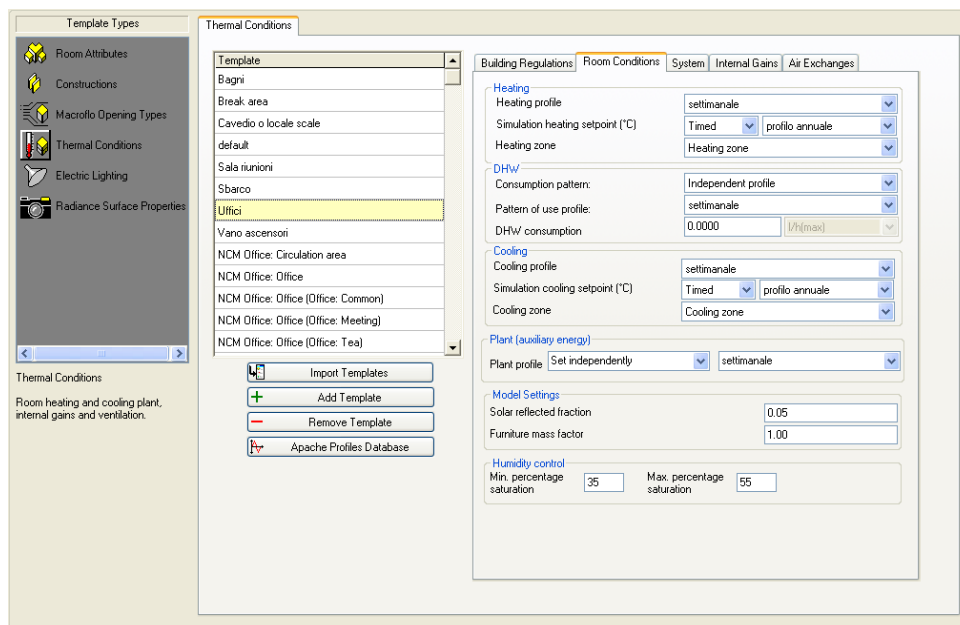 Template Types
Room Attributes
Constructions
Macroflo Opening Types
Thermal Conditions
Electric Lighting
Radiance Surface Properties
Thermal Conditions
Room heating and cooling plant,
internal gains and ventilation.
Thermal Conditions
Template
Bagni
Break area
Cavedio o locale scale
default
Sala riunioni
Sbarco
Uffici
Vano ascensori
NCM Office: Circulation area
NCM Office: Office
NCM Office: Office (Office: Common)
NCM Office: Office (Office: Meeting)
NCM Office: Office (Office: Tea)
Import Templates
Add Template
Remove Template
Apache Profiles Database
Building Regulations Room Conditions System Internal Gains Air Exchanges
Heating
Heating profile settimanale
Simulation heating setpoint (°C) Timed profilo annuale
Heating zone Heating zone
DHW
Consumption pattern: Independent profile
Pattern of use profile: settimanale
DHW consumption 0.0000 l/h(max)
Cooling
Cooling profile settimanale
Simulation cooling setpoint (°C) Timed profilo annuale
Cooling zone Cooling zone
Plant (auxiliary energy)
Plant profile Set independently settimanale
Model Settings
Solar reflected fraction 0.05
Furniture mass factor 1.00
Humidity control
Min. percentage saturation 35 Max. percentage saturation 55